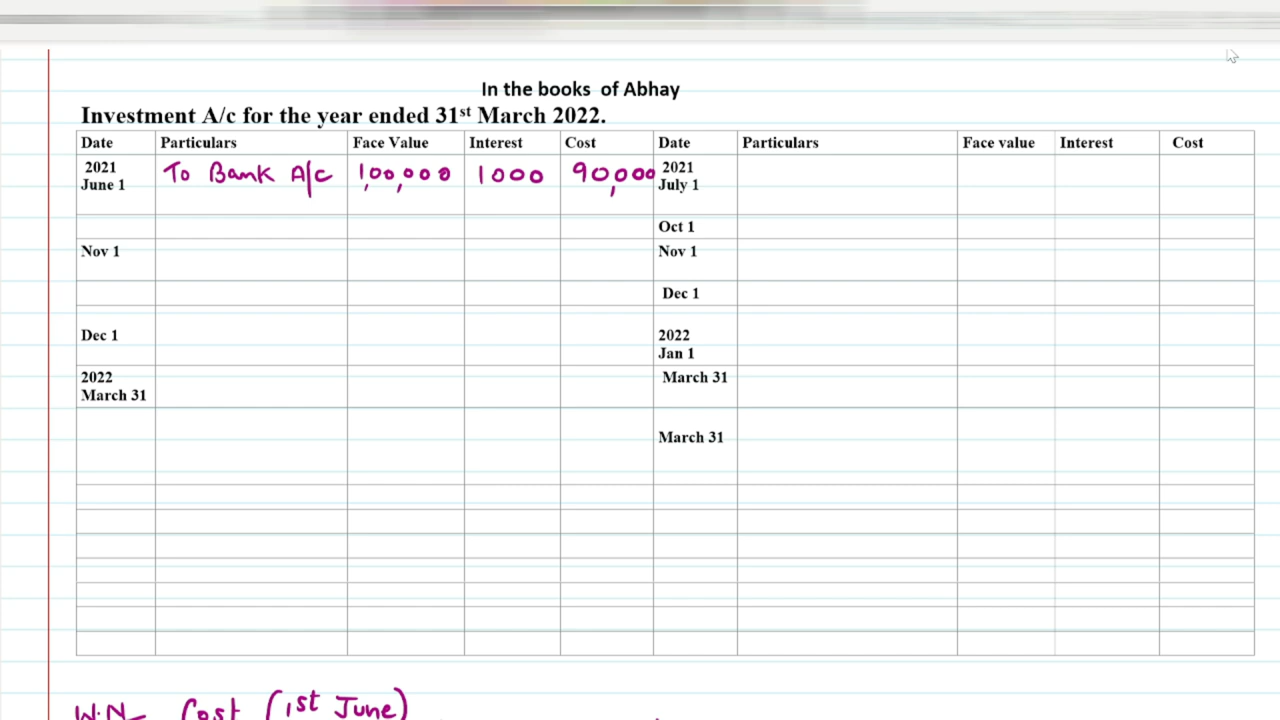 In the books of Abhay
Investment A/c for the year ended 31st March 2022.
Date Particulars Face Value Interest Cost Date Particulars Face value Interest Cost
2021 June 1 To Bank A/c 1,00,000 1000 90,000 2021 July 1
Oct 1
Nov 1 Nov 1
Dec 1
Dec 1 2022 Jan 1
2022 March 31 March 31
March 31
W.N Cost (1st June)